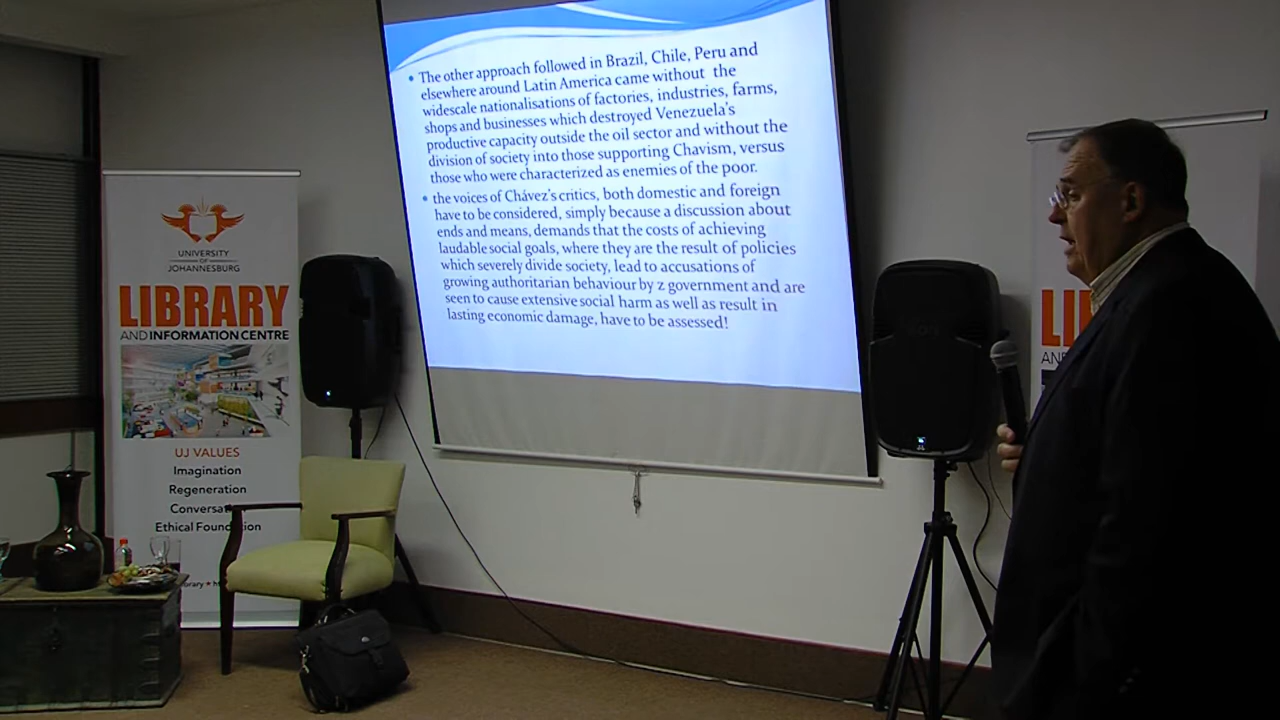 • The other approach followed in Brazil, Chile, Peru and
elsewhere around Latin America came without the
widescale nationalisations of factories, industries, farms,
shops and businesses which destroyed Venezuela's
productive capacity outside the oil sector and without the
division of society into those supporting Chavism, versus
those who were characterized as enemies of the poor.
• the voices of Chávez's critics, both domestic and foreign
have to be considered, simply because a discussion about
ends and means, demands that the costs of achieving
laudable social goals, where they are the result of policies
which severely divide society, lead to accusations of
growing authoritarian behaviour by z government and are
seen to cause extensive social harm as well as result in
lasting economic damage, have to be assessed!
UNIVERSITY
OF
JOHANNESBURG
LIBRARY
AND INFORMATION CENTRE
UJ VALUES
Imagination
Regeneration
Conversa
Ethical Foun ion
brary
LI
AN